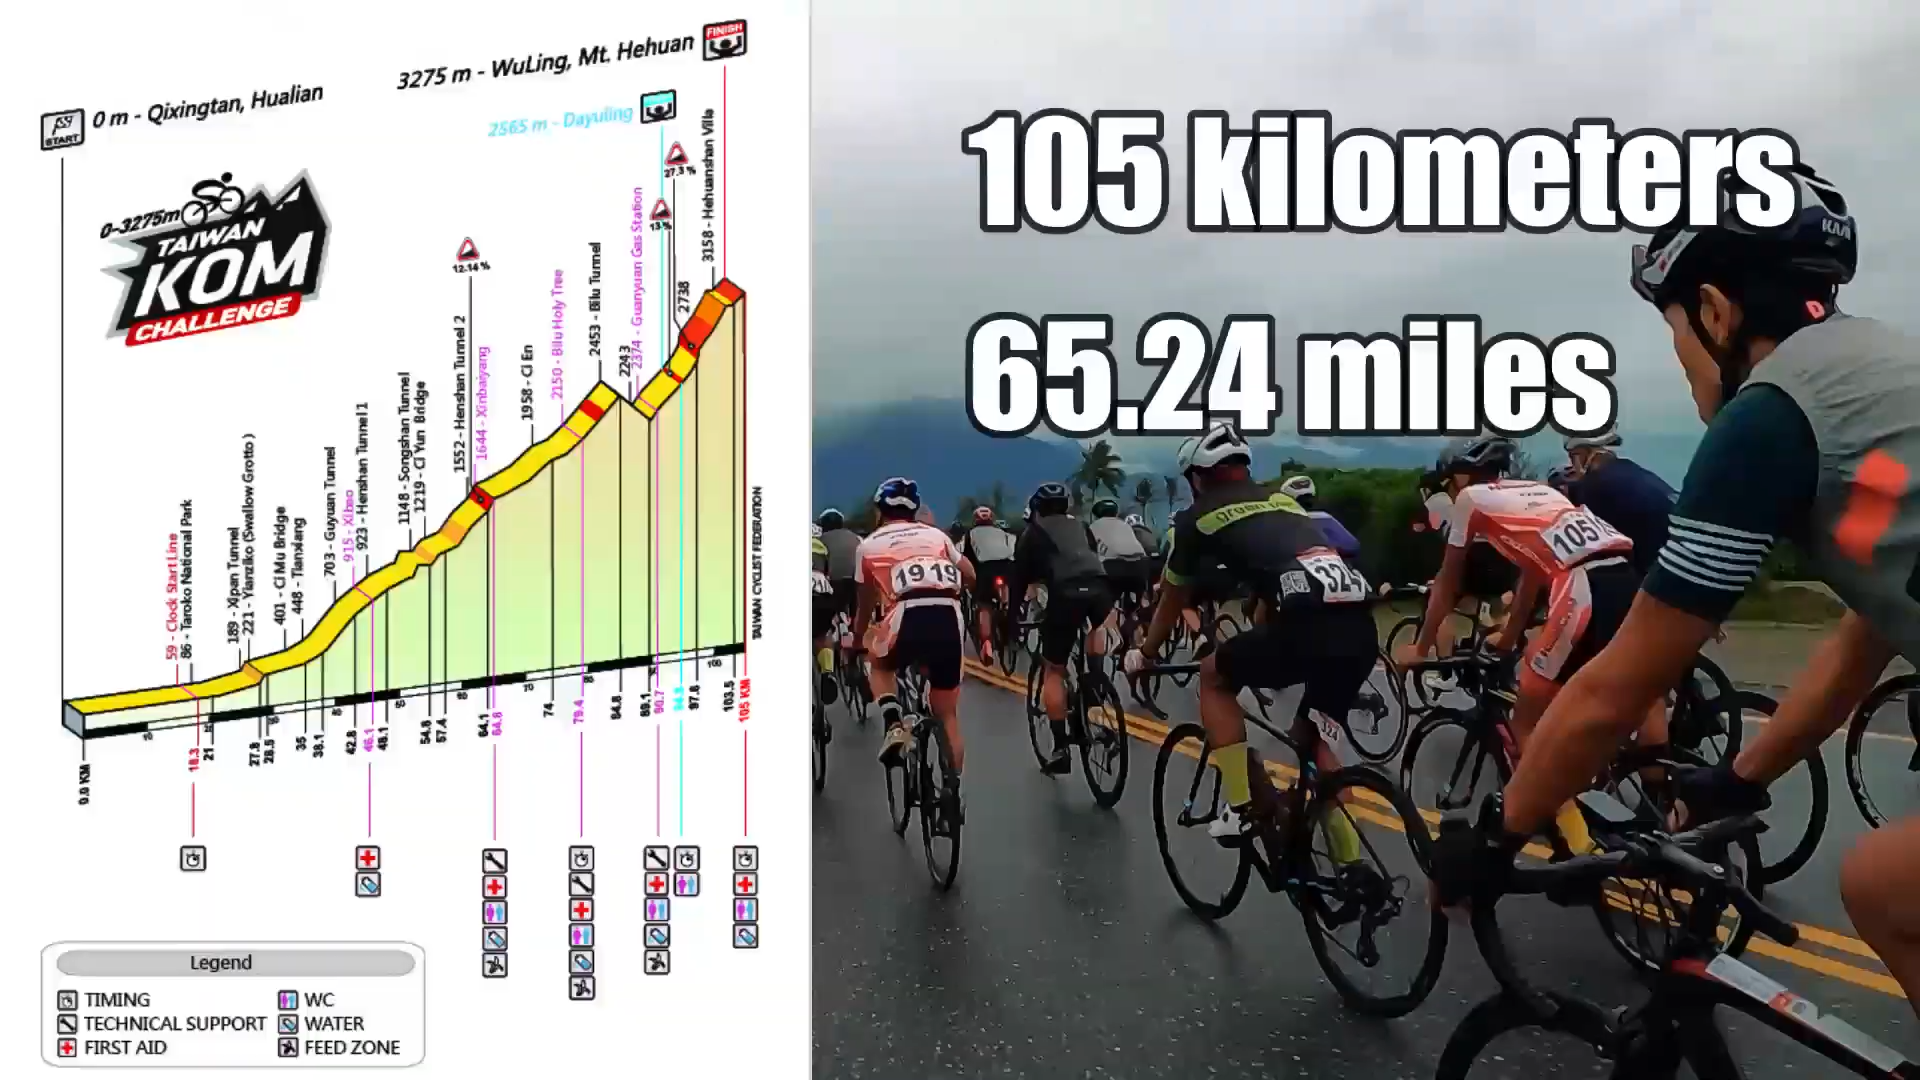 FINISH
3275 m - WuLing, Mt. Hehuan
0 m - Qixingtan, Hualian
START
2565 m - Dayuling
0-3275m
TAIWAN
KOM
CHALLENGE
27.3 %
13 %
12.14 %
59 - Clock Start Line
86 - Taroko National Park
189 - Xipan Tunnel
221 - Yianziko (Swallow Grotto )
401 - Ci Mu Bridge
448 - Tianxiang
703 - Guyuan Tunnel
915 - Xibao
923 - Henshan Tunnel 1
1148 - Songshan Tunnel
1219 - Ci Yun Bridge
1552 - Henshan Tunnel 2
1644 - Xinbaiyang
1958 - Ci En
2150 - Bilu Holy Tree
2453 - Bilu Tunnel
2243
2374 - Guanyuan Gas Station
2738
3158 - Hehuanshan Villa
TAIWAN CYCLIST FEDERATION
70
100
0.0 KM
18.3
21
27.8
28.5
35
38.1
42.8
46.1
48.1
54.8
57.4
64.1
64.8
74
79.4
84.8
89.1
90.7
97.6
103.5
105 KM
Legend
TIMING
WC
TECHNICAL SUPPORT
WATER
FIRST AID
FEED ZONE
105 kilometers
65.24 miles
KMI
1919
324
105
324